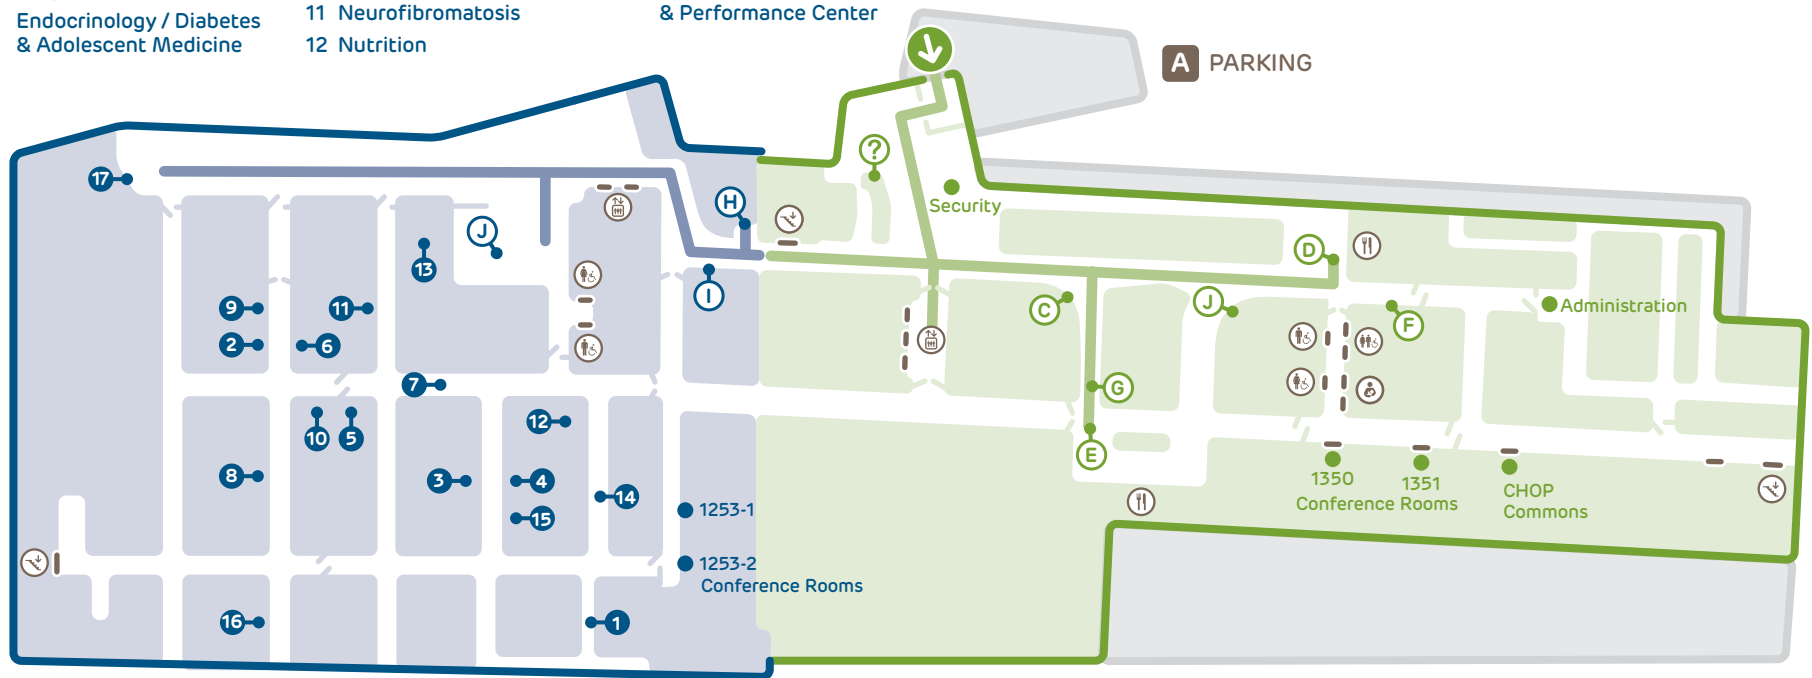 Endocrinology / Diabetes
& Adolescent Medicine
11 Neurofibromatosis
12 Nutrition
& Performance Center
A PARKING
?
17
Security
H
J
D
13
I
C
J
9
11
F
Administration
2
6
7
G
12
10
5
E
8
3
4
14
1350
1351
Conference Rooms
CHOP
Commons
15
1253-1
1253-2
Conference Rooms
16
1